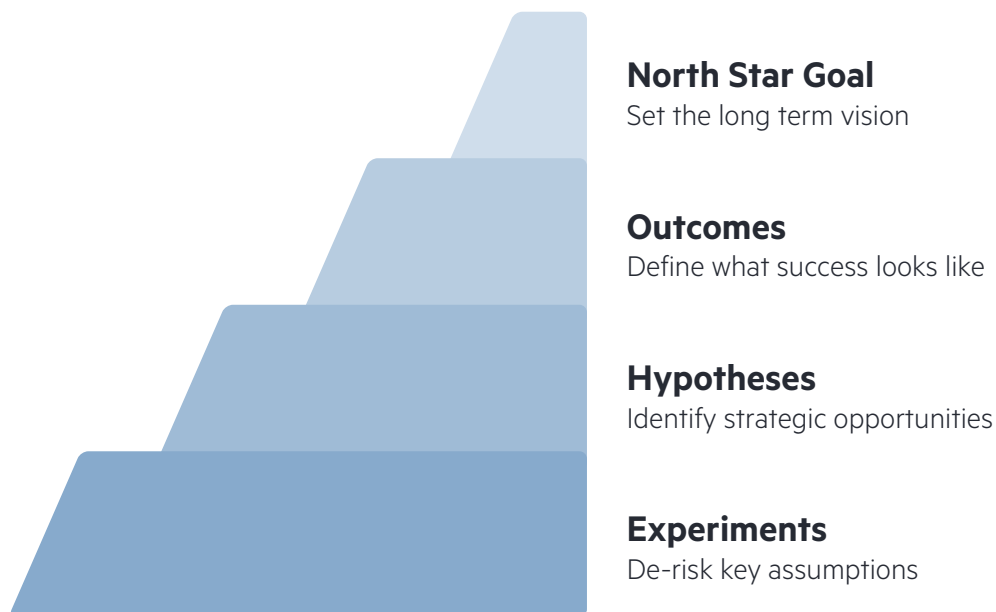 North Star Goal
Set the long term vision
Outcomes
Define what success looks like
Hypotheses
Identify strategic opportunities
Experiments
De-risk key assumptions